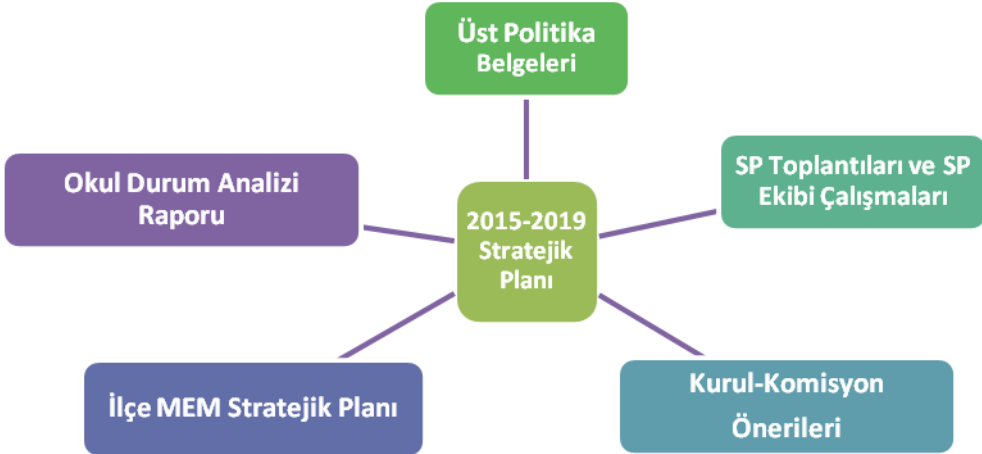 Üst Politika
Belgeleri
SP Toplantıları ve SP
Ekibi Çalışmaları
Okul Durum Analizi
Raporu
2015-2019
Stratejik
Planı
İlçe MEM Stratejik Planı
Kurul-Komisyon
Önerileri